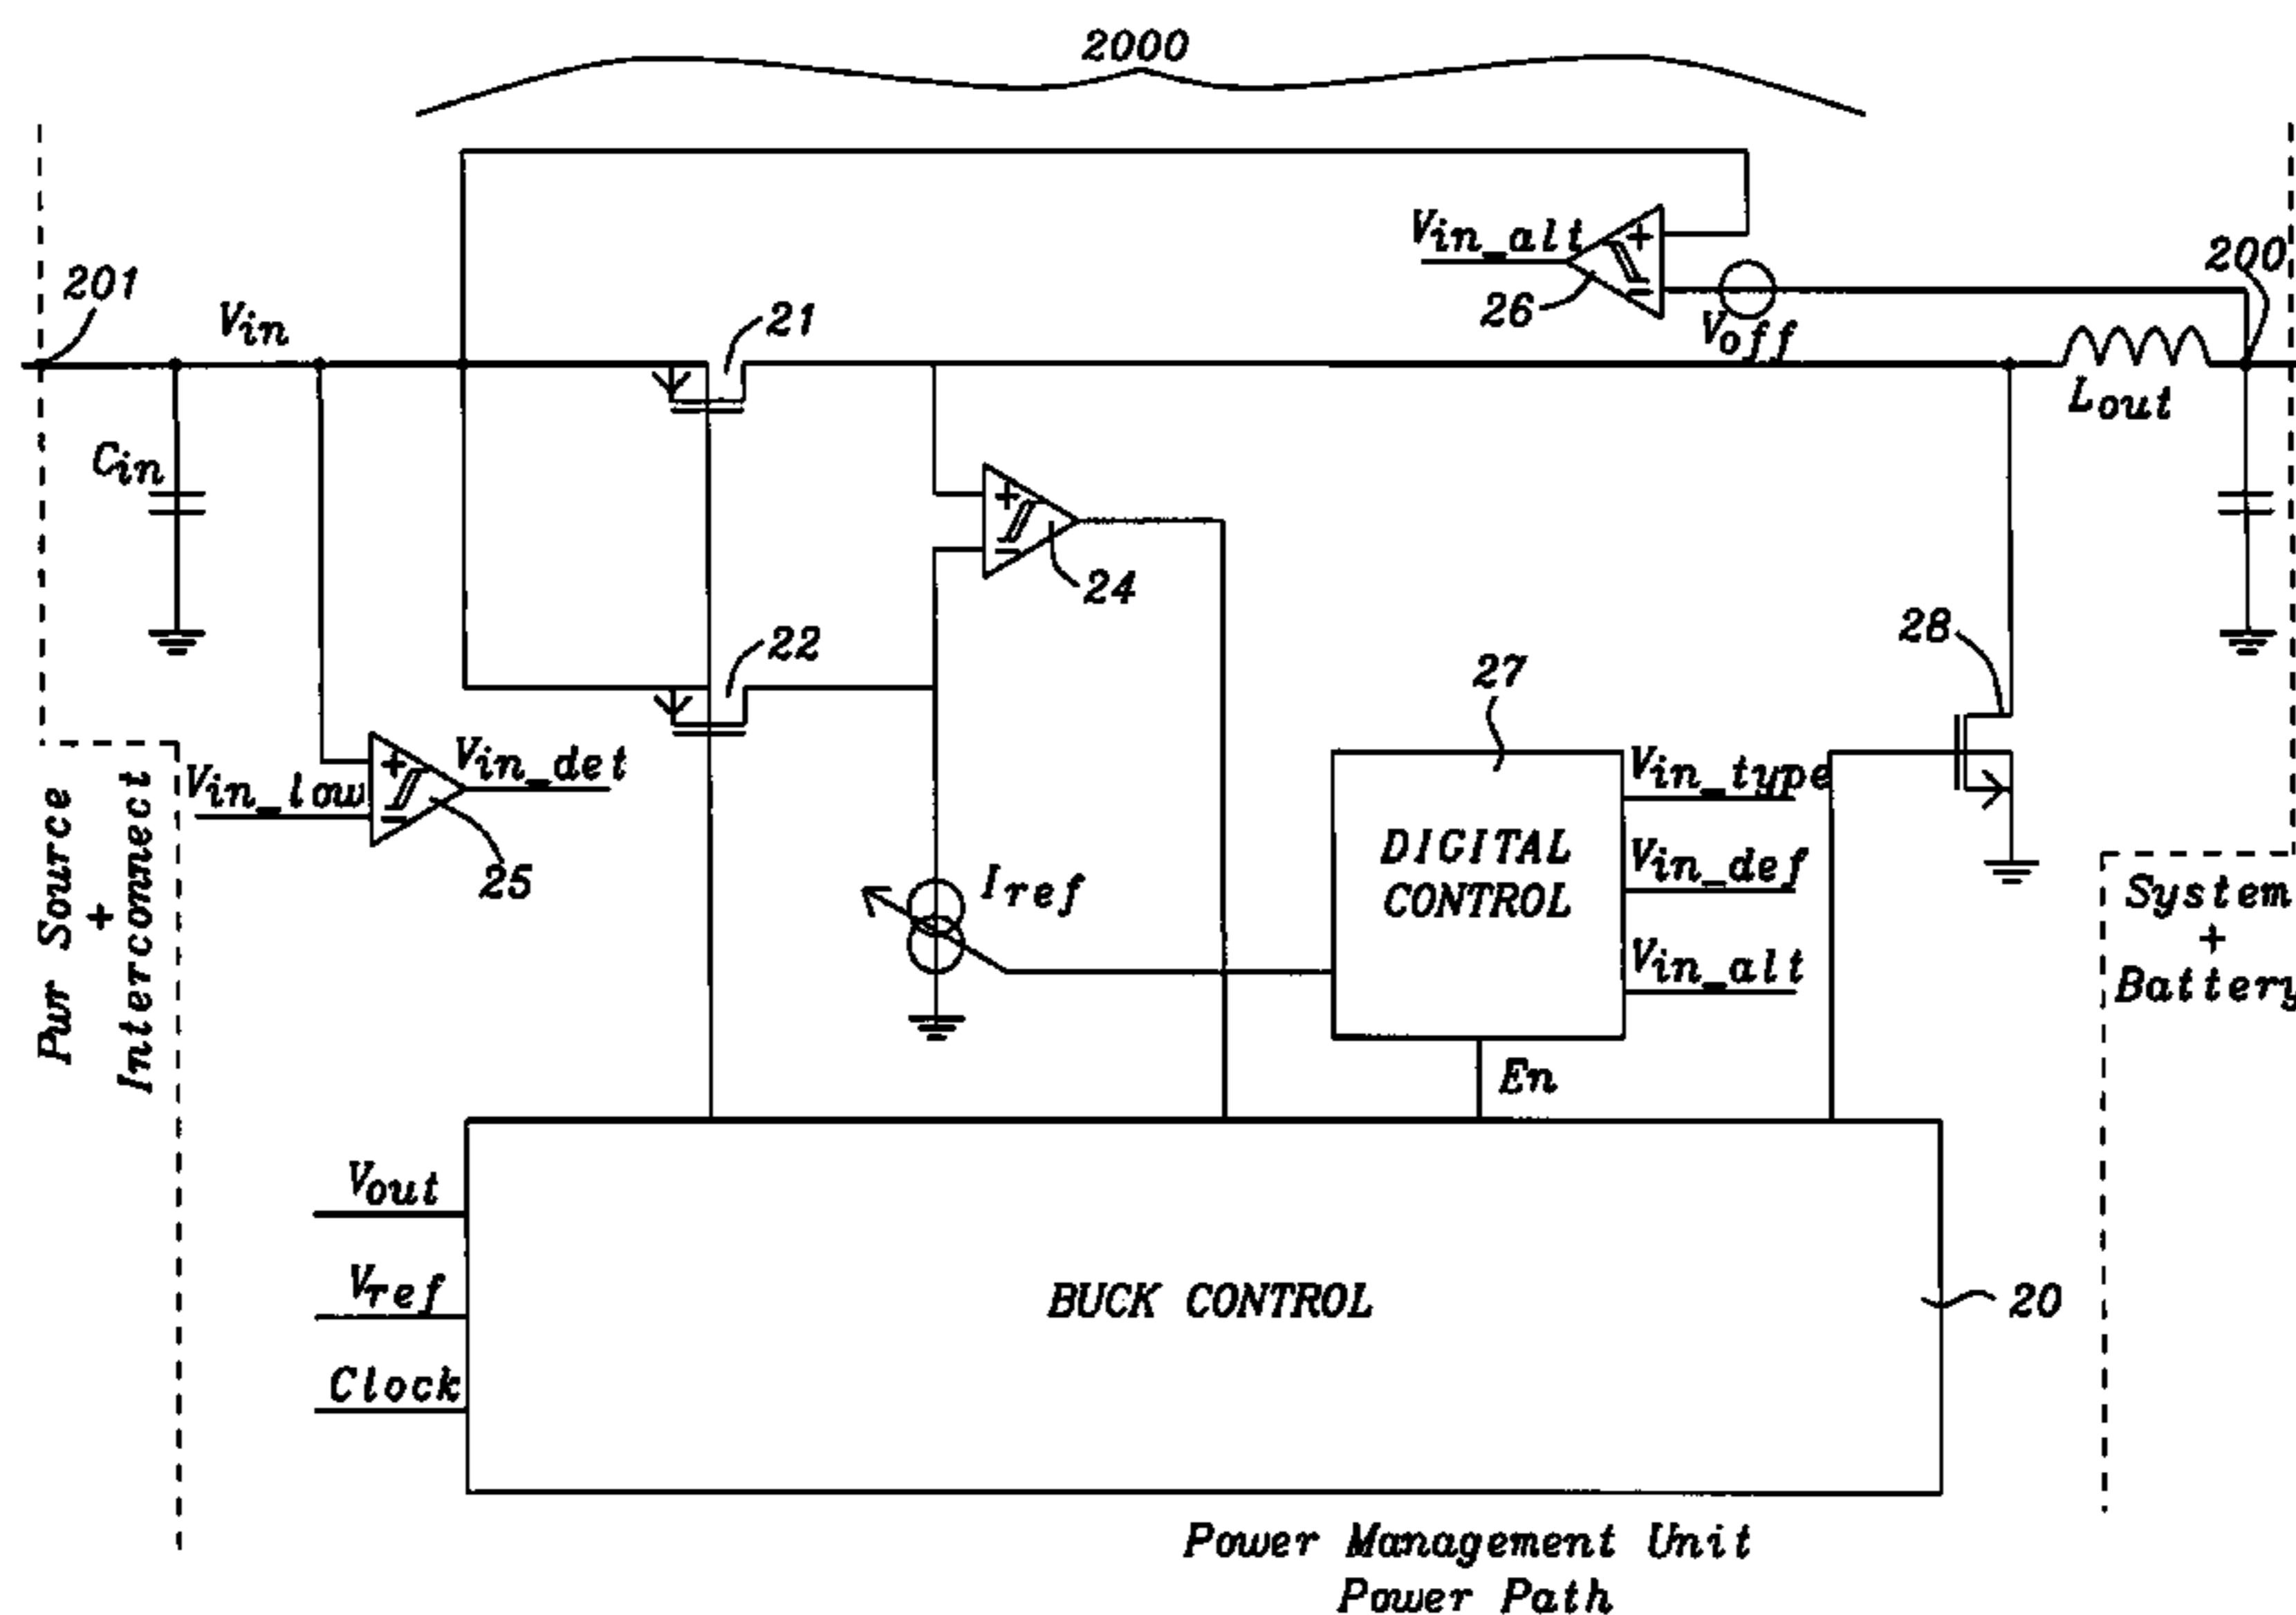 2000
201
Vin
21
Vin_alt
26
Voff
200
Lout
Cin
24
22
28
27
Vin_low
Vin_det
25
Iref
DIGITAL
CONTROL
Vin_type
Vin_def
Vin_alt
En
Pwr Source
+
Interconnect
System
+
Battery
Vout
Vref
Clock
BUCK CONTROL
20
Power Management Unit
Power Path